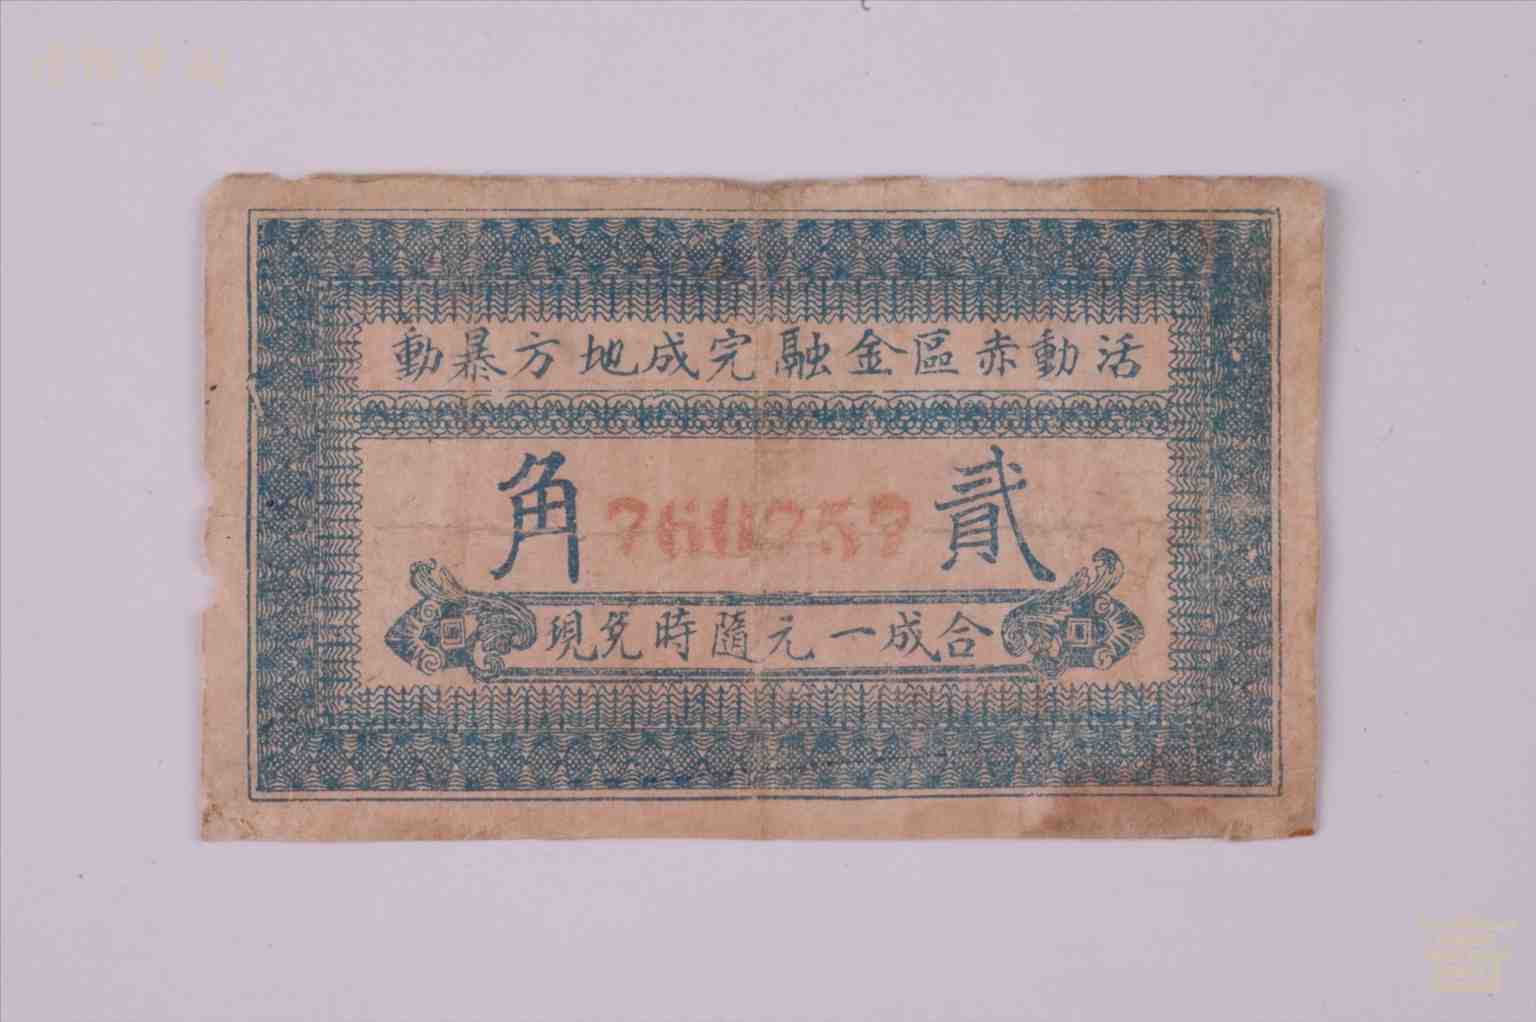 活動赤區金融完成地方暴動
貳角
合成一元隨時兌現